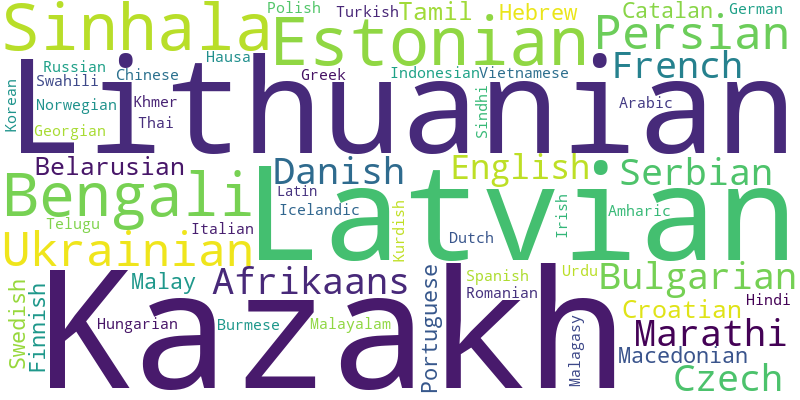 Polish
Turkish
Tamil
Hebrew
Catalan
German
Sinhala
Estonian
Persian
Russian
Hausa
French
Swahili
Chinese
Greek
Indonesian
Vietnamese
Korean
Norwegian
Khmer
Lithuanian
Sindhi
Arabic
Georgian
Thai
Belarusian
Danish
English
Serbian
Bengali
Latin
Latvian
Icelandic
Irish
Amharic
Telugu
Italian
Kurdish
Dutch
Ukrainian
Swedish
Finnish
Malay
Afrikaans
Portuguese
Spanish
Urdu
Bulgarian
Romanian
Croatian
Hindi
Kazakh
Hungarian
Burmese
Malayalam
Malagasy
Marathi
Macedonian
Czech